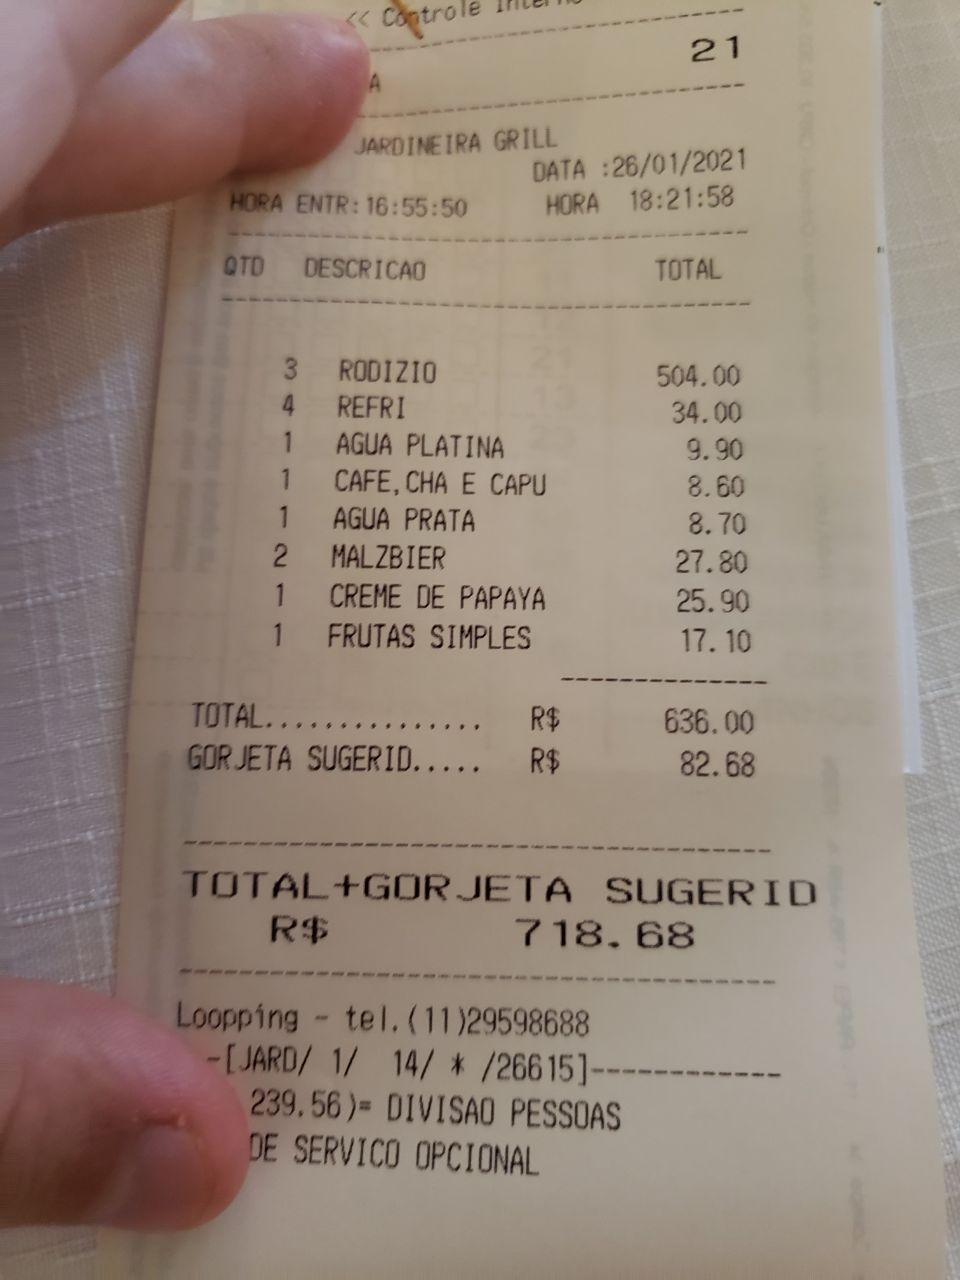 << Controle Interno
A 21
JARDINEIRA GRILL
DATA :26/01/2021
HORA ENTR:16:55:50 HORA 18:21:58
QTD DESCRICAO TOTAL
3 RODIZIO 504.00
4 REFRI 34.00
1 AGUA PLATINA 9.90
1 CAFE,CHA E CAPU 8.60
1 AGUA PRATA 8.70
2 MALZBIER 27.80
1 CREME DE PAPAYA 25.90
1 FRUTAS SIMPLES 17.10
TOTAL............... R$ 636.00
GORJETA SUGERID..... R$ 82.68
TOTAL+GORJETA SUGERID
R$ 718.68
Loopping - tel.(11)29598688
-[JARD/ 1/ 14/ * /26615]-------------
239.56)= DIVISAO PESSOAS
DE SERVICO OPCIONAL